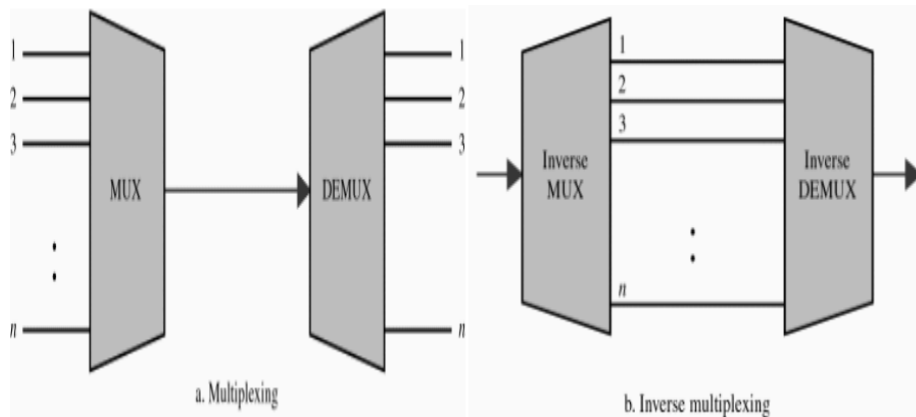 1
2
3
n
MUX
DEMUX
1
2
3
n
a. Multiplexing
Inverse
MUX
1
2
3
n
Inverse
DEMUX
b. Inverse multiplexing